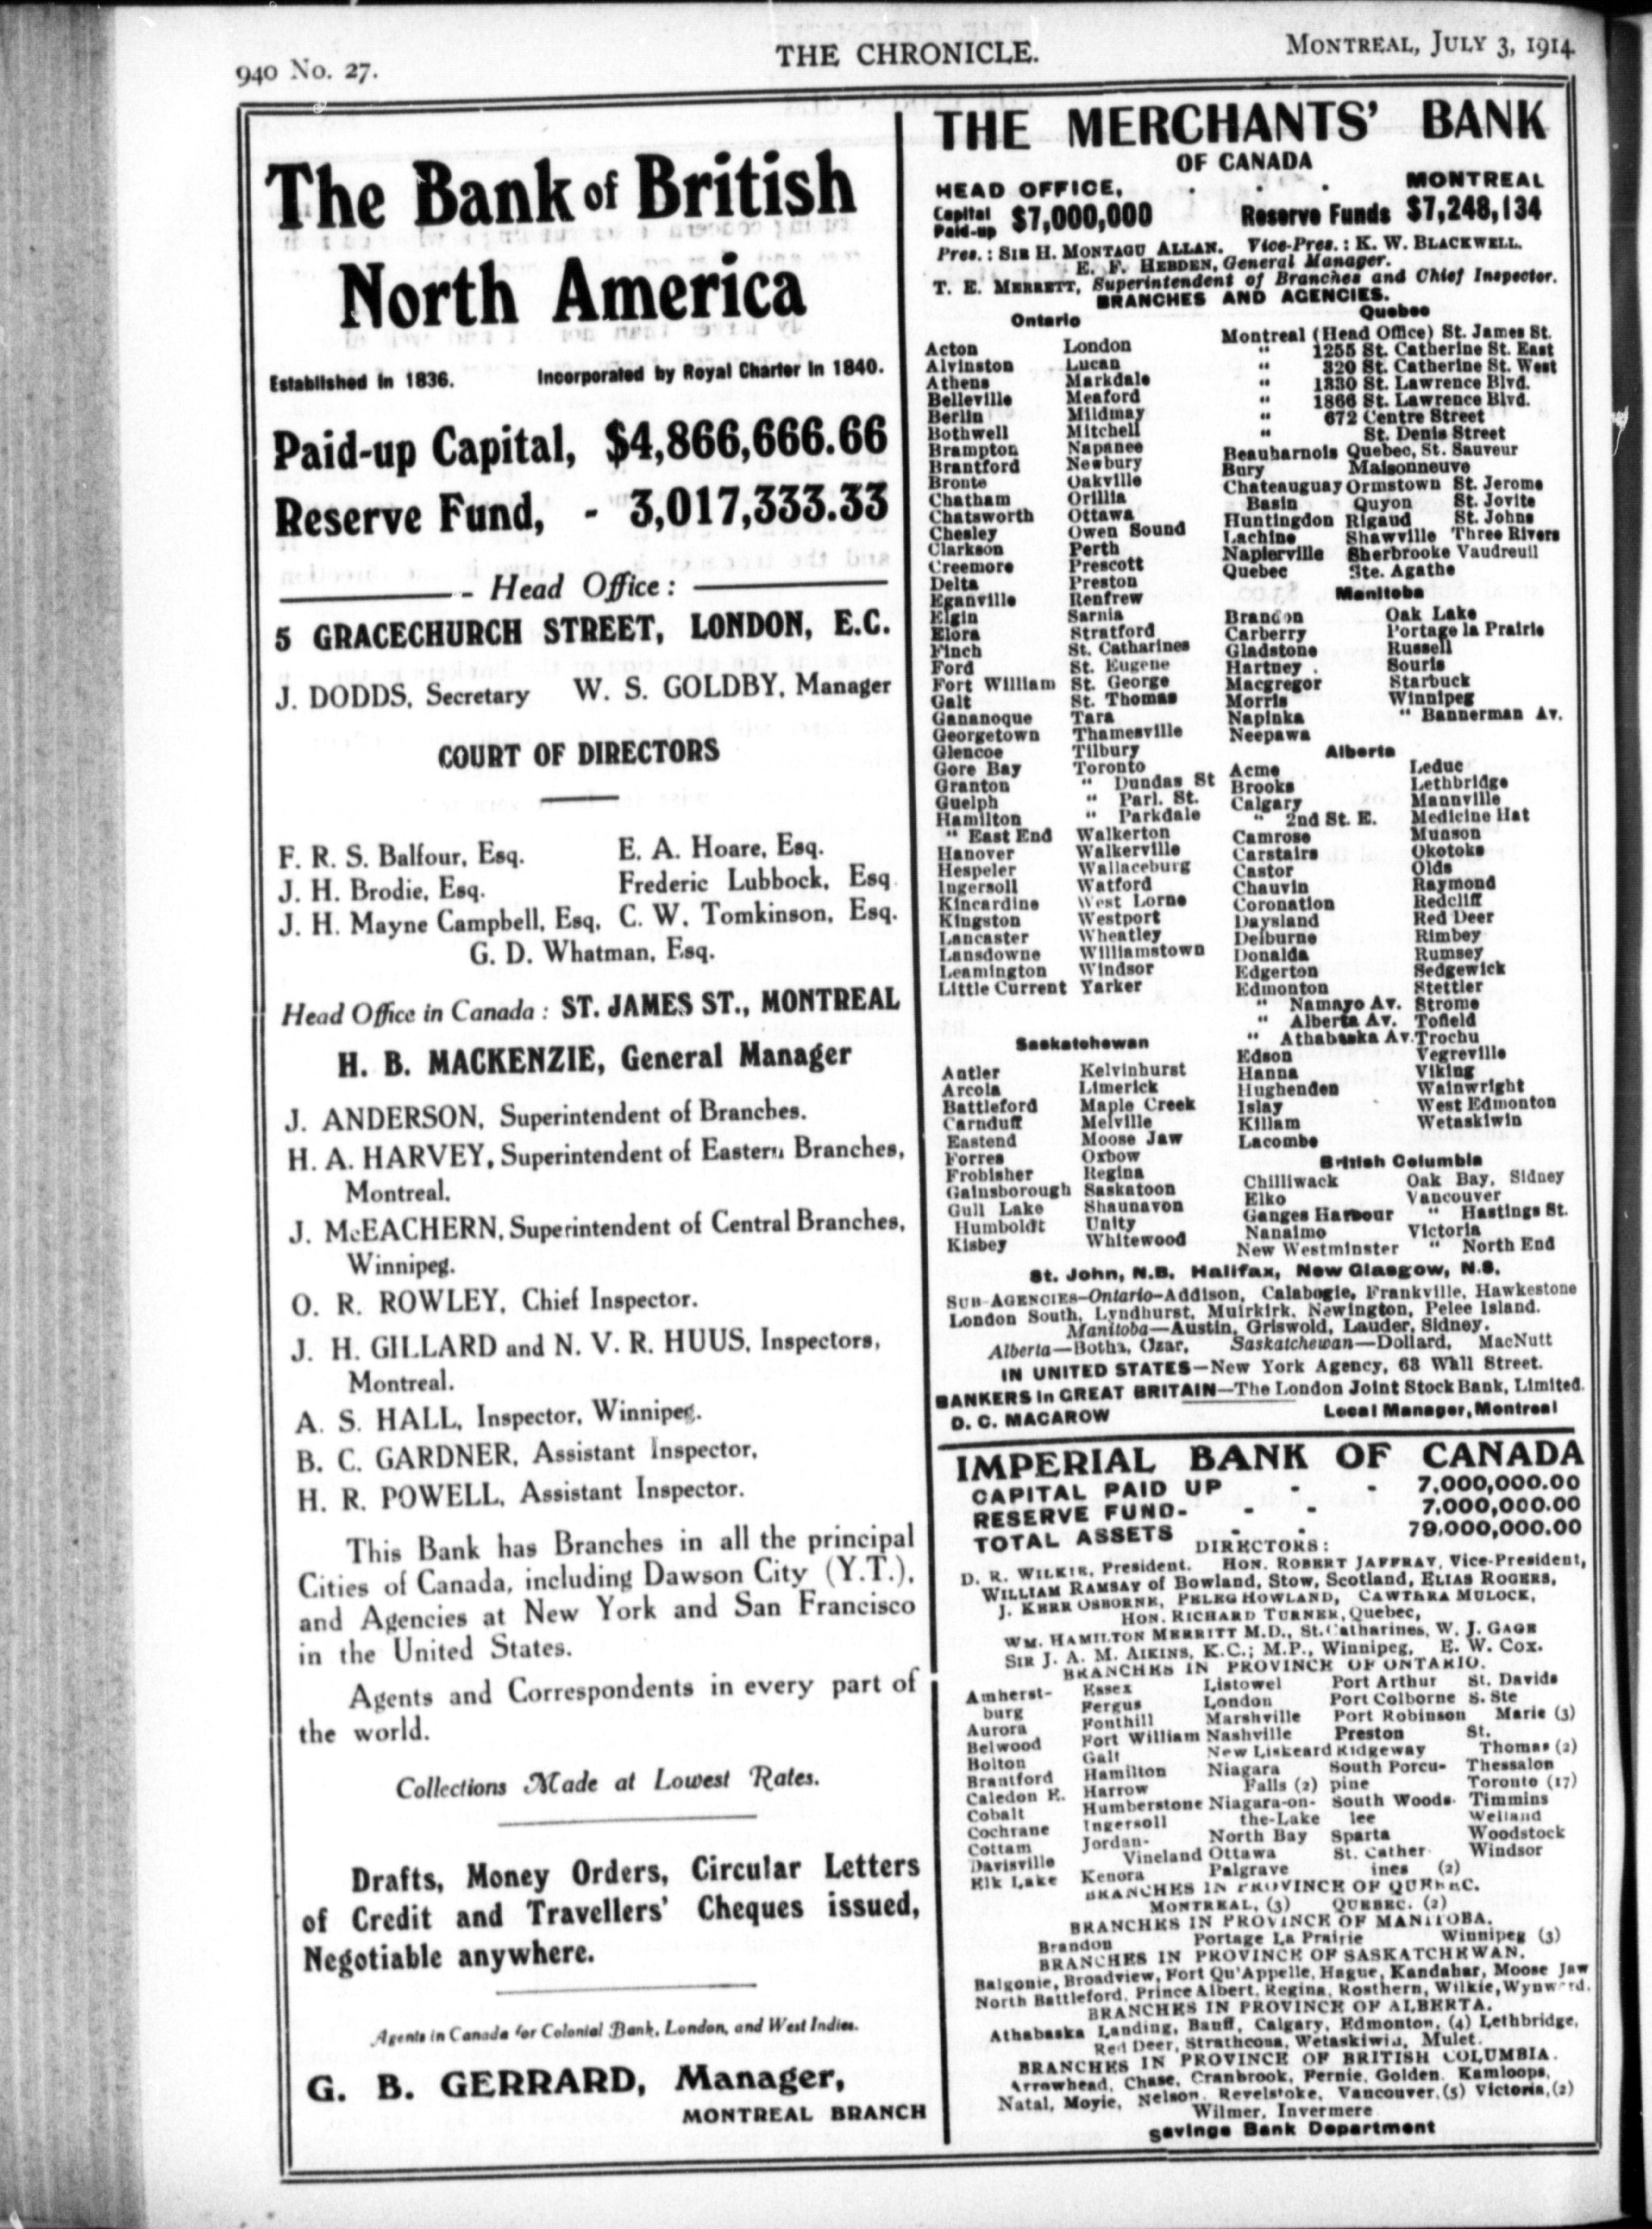 940 No. 27.
THE CHRONICLE.
MONTREAL, JULY 3, 1914.
The Bank of British
North America
Established in 1836.
Incorporated by Royal Charter in 1840.
Paid-up Capital, $4,866,666.66
Reserve Fund, - 3,017,333.33
Head Office:
5 GRACECHURCH STREET, LONDON, E.C.
J. DODDS, Secretary W. S. GOLDBY, Manager
COURT OF DIRECTORS
F. R. S. Balfour, Esq. E. A. Hoare, Esq.
J. H. Brodie, Esq. Frederic Lubbock, Esq.
J. H. Mayne Campbell, Esq. C. W. Tomkinson, Esq.
G. D. Whatman, Esq.
Head Office in Canada: ST. JAMES ST., MONTREAL
H. B. MACKENZIE, General Manager
J. ANDERSON, Superintendent of Branches.
H. A. HARVEY, Superintendent of Eastern Branches,
Montreal.
J. McEACHERN, Superintendent of Central Branches,
Winnipeg.
O. R. ROWLEY, Chief Inspector.
J. H. GILLARD and N. V. R. HUUS, Inspectors,
Montreal.
A. S. HALL, Inspector, Winnipeg.
B. C. GARDNER, Assistant Inspector,
H. R. POWELL, Assistant Inspector.
This Bank has Branches in all the principal
Cities of Canada, including Dawson City (Y.T.),
and Agencies at New York and San Francisco
in the United States.
Agents and Correspondents in every part of
the world.
Collections Made at Lowest Rates.
Drafts, Money Orders, Circular Letters
of Credit and Travellers' Cheques issued,
Negotiable anywhere.
Agents in Canada for Colonial Bank, London, and West Indies.
G. B. GERRARD, Manager,
MONTREAL BRANCH
THE MERCHANTS' BANK
OF CANADA
HEAD OFFICE, . . . MONTREAL
Capital Paid-up $7,000,000 Reserve Funds $7,248,134
Pres.: SIR H. MONTAGU ALLAN. Vice-Pres.: K. W. BLACKWELL.
E. F. HEBDEN, General Manager.
T. E. MERRETT, Superintendent of Branches and Chief Inspector.
BRANCHES AND AGENCIES.
Ontario
Acton London
Alvinston Lucan
Athens Markdale
Belleville Meaford
Berlin Mildmay
Bothwell Mitchell
Brampton Napanee
Brantford Newbury
Bronte Oakville
Chatham Orillia
Chatsworth Ottawa
Chesley Owen Sound
Clarkson Perth
Creemore Prescott
Delta Preston
Eganville Renfrew
Elgin Sarnia
Elora Stratford
Finch St. Catharines
Ford St. Eugene
Fort William St. George
Galt St. Thomas
Gananoque Tara
Georgetown Thamesville
Glencoe Tilbury
Gore Bay Toronto
Granton " Dundas St
Guelph " Parl. St.
Hamilton " Parkdale
" East End Walkerton
Hanover Walkerville
Hespeler Wallaceburg
Ingersoll Watford
Kincardine West Lorne
Kingston Westport
Lancaster Wheatley
Lansdowne Williamstown
Leamington Windsor
Little Current Yarker
Saskatchewan
Antler Kelvinhurst
Arcola Limerick
Battleford Maple Creek
Carnduff Melville
Eastend Moose Jaw
Forres Oxbow
Frobisher Regina
Gainsborough Saskatoon
Gull Lake Shaunavon
Humboldt Unity
Kisbey Whitewood
Quebec
Montreal (Head Office) St. James St.
" 1255 St. Catherine St. East
" 320 St. Catherine St. West
" 1330 St. Lawrence Blvd.
" 1866 St. Lawrence Blvd.
" 672 Centre Street
" St. Denis Street
Beauharnois Quebec, St. Sauveur
Bury Maisonneuve
Chateauguay Ormstown St. Jerome
Basin Quyon St. Jovite
Huntingdon Rigaud St. Johns
Lachine Shawville Three Rivers
Napierville Sherbrooke Vaudreuil
Quebec Ste. Agathe
Manitoba
Brandon Oak Lake
Carberry Portage la Prairie
Gladstone Russell
Hartney Souris
Macgregor Starbuck
Morris Winnipeg
Napinka " Bannerman Av.
Neepawa
Alberta
Acme Leduc
Brooks Lethbridge
Calgary Mannville
" 2nd St. E. Medicine Hat
Camrose Munson
Carstairs Okotoks
Castor Olds
Chauvin Raymond
Coronation Redcliff
Daysland Red Deer
Delburne Rimbey
Donalda Rumsey
Edgerton Sedgewick
Edmonton Stettler
" Namayo Av. Strome
" Alberta Av. Tofield
" Athabaska Av. Trochu
Edson Vegreville
Hanna Viking
Hughenden Wainwright
Islay West Edmonton
Killam Wetaskiwin
Lacombe
British Columbia
Chilliwack Oak Bay, Sidney
Elko Vancouver
Ganges Harbour " Hastings St.
Nanaimo Victoria
New Westminster " North End
St. John, N.B. Halifax, New Glasgow, N.S.
SUB-AGENCIES-Ontario-Addison, Calabogie, Frankville, Hawkestone
London South, Lyndhurst, Muirkirk, Newington, Pelee Island.
Manitoba—Austin, Griswold, Lauder, Sidney.
Alberta—Botha, Czar, Saskatchewan—Dollard, MacNutt
IN UNITED STATES—New York Agency, 63 Wall Street.
BANKERS in GREAT BRITAIN—The London Joint Stock Bank, Limited.
D. C. MACAROW Local Manager, Montreal
IMPERIAL BANK OF CANADA
CAPITAL PAID UP - - 7,000,000.00
RESERVE FUND- - - 7,000,000.00
TOTAL ASSETS - - 79,000,000.00
DIRECTORS:
D. R. WILKIE, President. HON. ROBERT JAFFRAY, Vice-President,
WILLIAM RAMSAY of Bowland, Stow, Scotland, ELIAS ROGERS,
J. KERR OSBORNE, PELEG HOWLAND, CAWTHRA MULOCK,
HON. RICHARD TURNER, Quebec,
WM. HAMILTON MERRITT M.D., St. Catharines, W. J. GAGE
SIR J. A. M. AIKINS, K.C.; M.P., Winnipeg, E. W. COX.
BRANCHES IN PROVINCE OF ONTARIO.
Amherst- Essex Listowel Port Arthur St. Davids
burg Fergus London Port Colborne S. Ste
Aurora Fonthill Marshville Port Robinson Marie (3)
Belwood Fort William Nashville Preston St.
Bolton Galt New Liskeard Ridgeway Thomas (2)
Brantford Hamilton Niagara South Porcu- Thessalon
Caledon E. Harrow Falls (2) pine Toronto (17)
Cobalt Humberstone Niagara-on- South Woods- Timmins
Cochrane Ingersoll the-Lake lee Welland
Cottam Jordan- North Bay Sparta Woodstock
Davisville Vineland Ottawa St. Cather- Windsor
Elk Lake Kenora Palgrave ines (2)
BRANCHES IN PROVINCE OF QUEBEC.
MONTREAL, (3) QUEBEC, (2)
BRANCHES IN PROVINCE OF MANITOBA.
Brandon Portage La Prairie Winnipeg (3)
BRANCHES IN PROVINCE OF SASKATCHEWAN.
Balgonie, Broadview, Fort Qu'Appelle, Hague, Kandahar, Moose Jaw
North Battleford, Prince Albert, Regina, Rosthern, Wilkie, Wynward.
BRANCHES IN PROVINCE OF ALBERTA.
Athabaska Landing, Banff, Calgary, Edmonton, (4) Lethbridge,
Red Deer, Strathcona, Wetaskiwin, Mulet.
BRANCHES IN PROVINCE OF BRITISH COLUMBIA.
Arrowhead, Chase, Cranbrook, Fernie, Golden, Kamloops,
Natal, Moyie, Nelson, Revelstoke, Vancouver, (5) Victoria, (2)
Wilmer, Invermere
Savings Bank Department